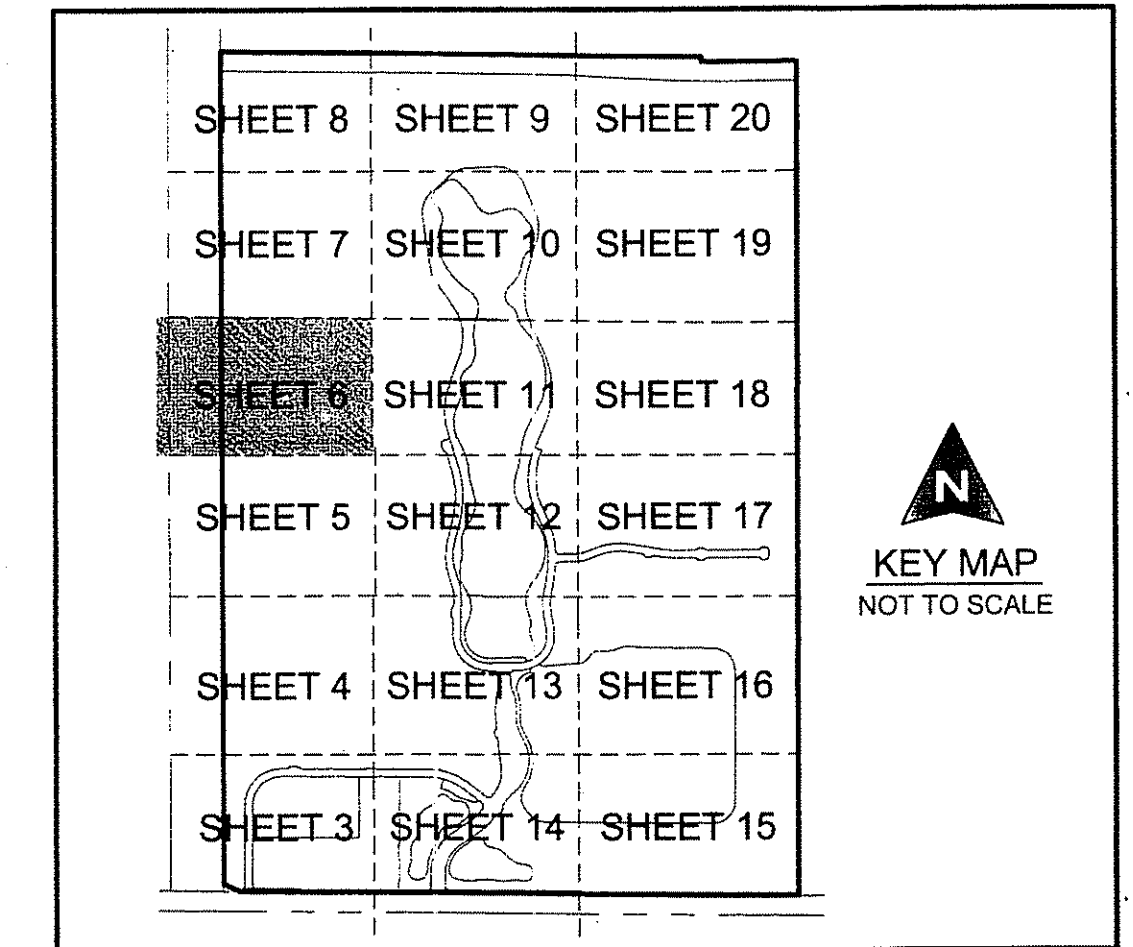 SHEET 8 SHEET 9 SHEET 20
SHEET 7 SHEET 10 SHEET 19
SHEET 6 SHEET 11 SHEET 18
SHEET 5 SHEET 12 SHEET 17
SHEET 4 SHEET 13 SHEET 16
SHEET 3 SHEET 14 SHEET 15
N
KEY MAP
NOT TO SCALE